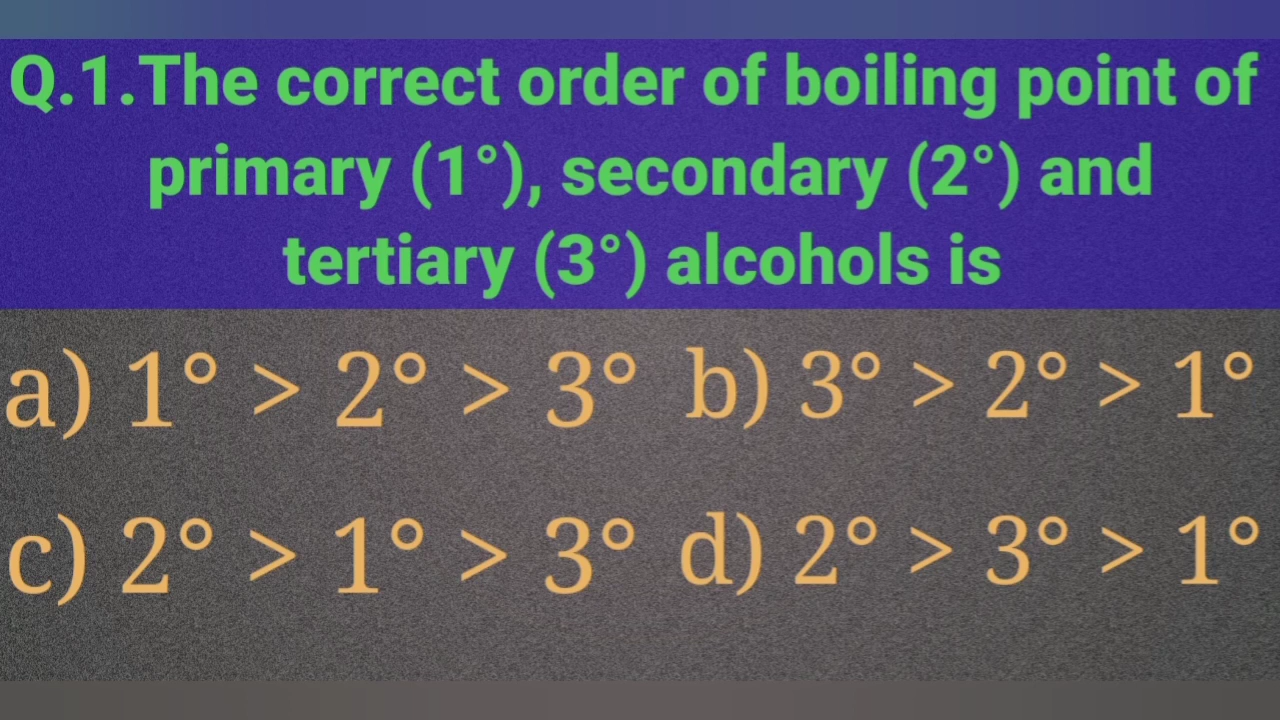 Q.1.The correct order of boiling point of
primary (1°), secondary (2°) and
tertiary (3°) alcohols is
a) 1° > 2° > 3° b) 3° > 2° > 1°
c) 2° > 1° > 3° d) 2° > 3° > 1°